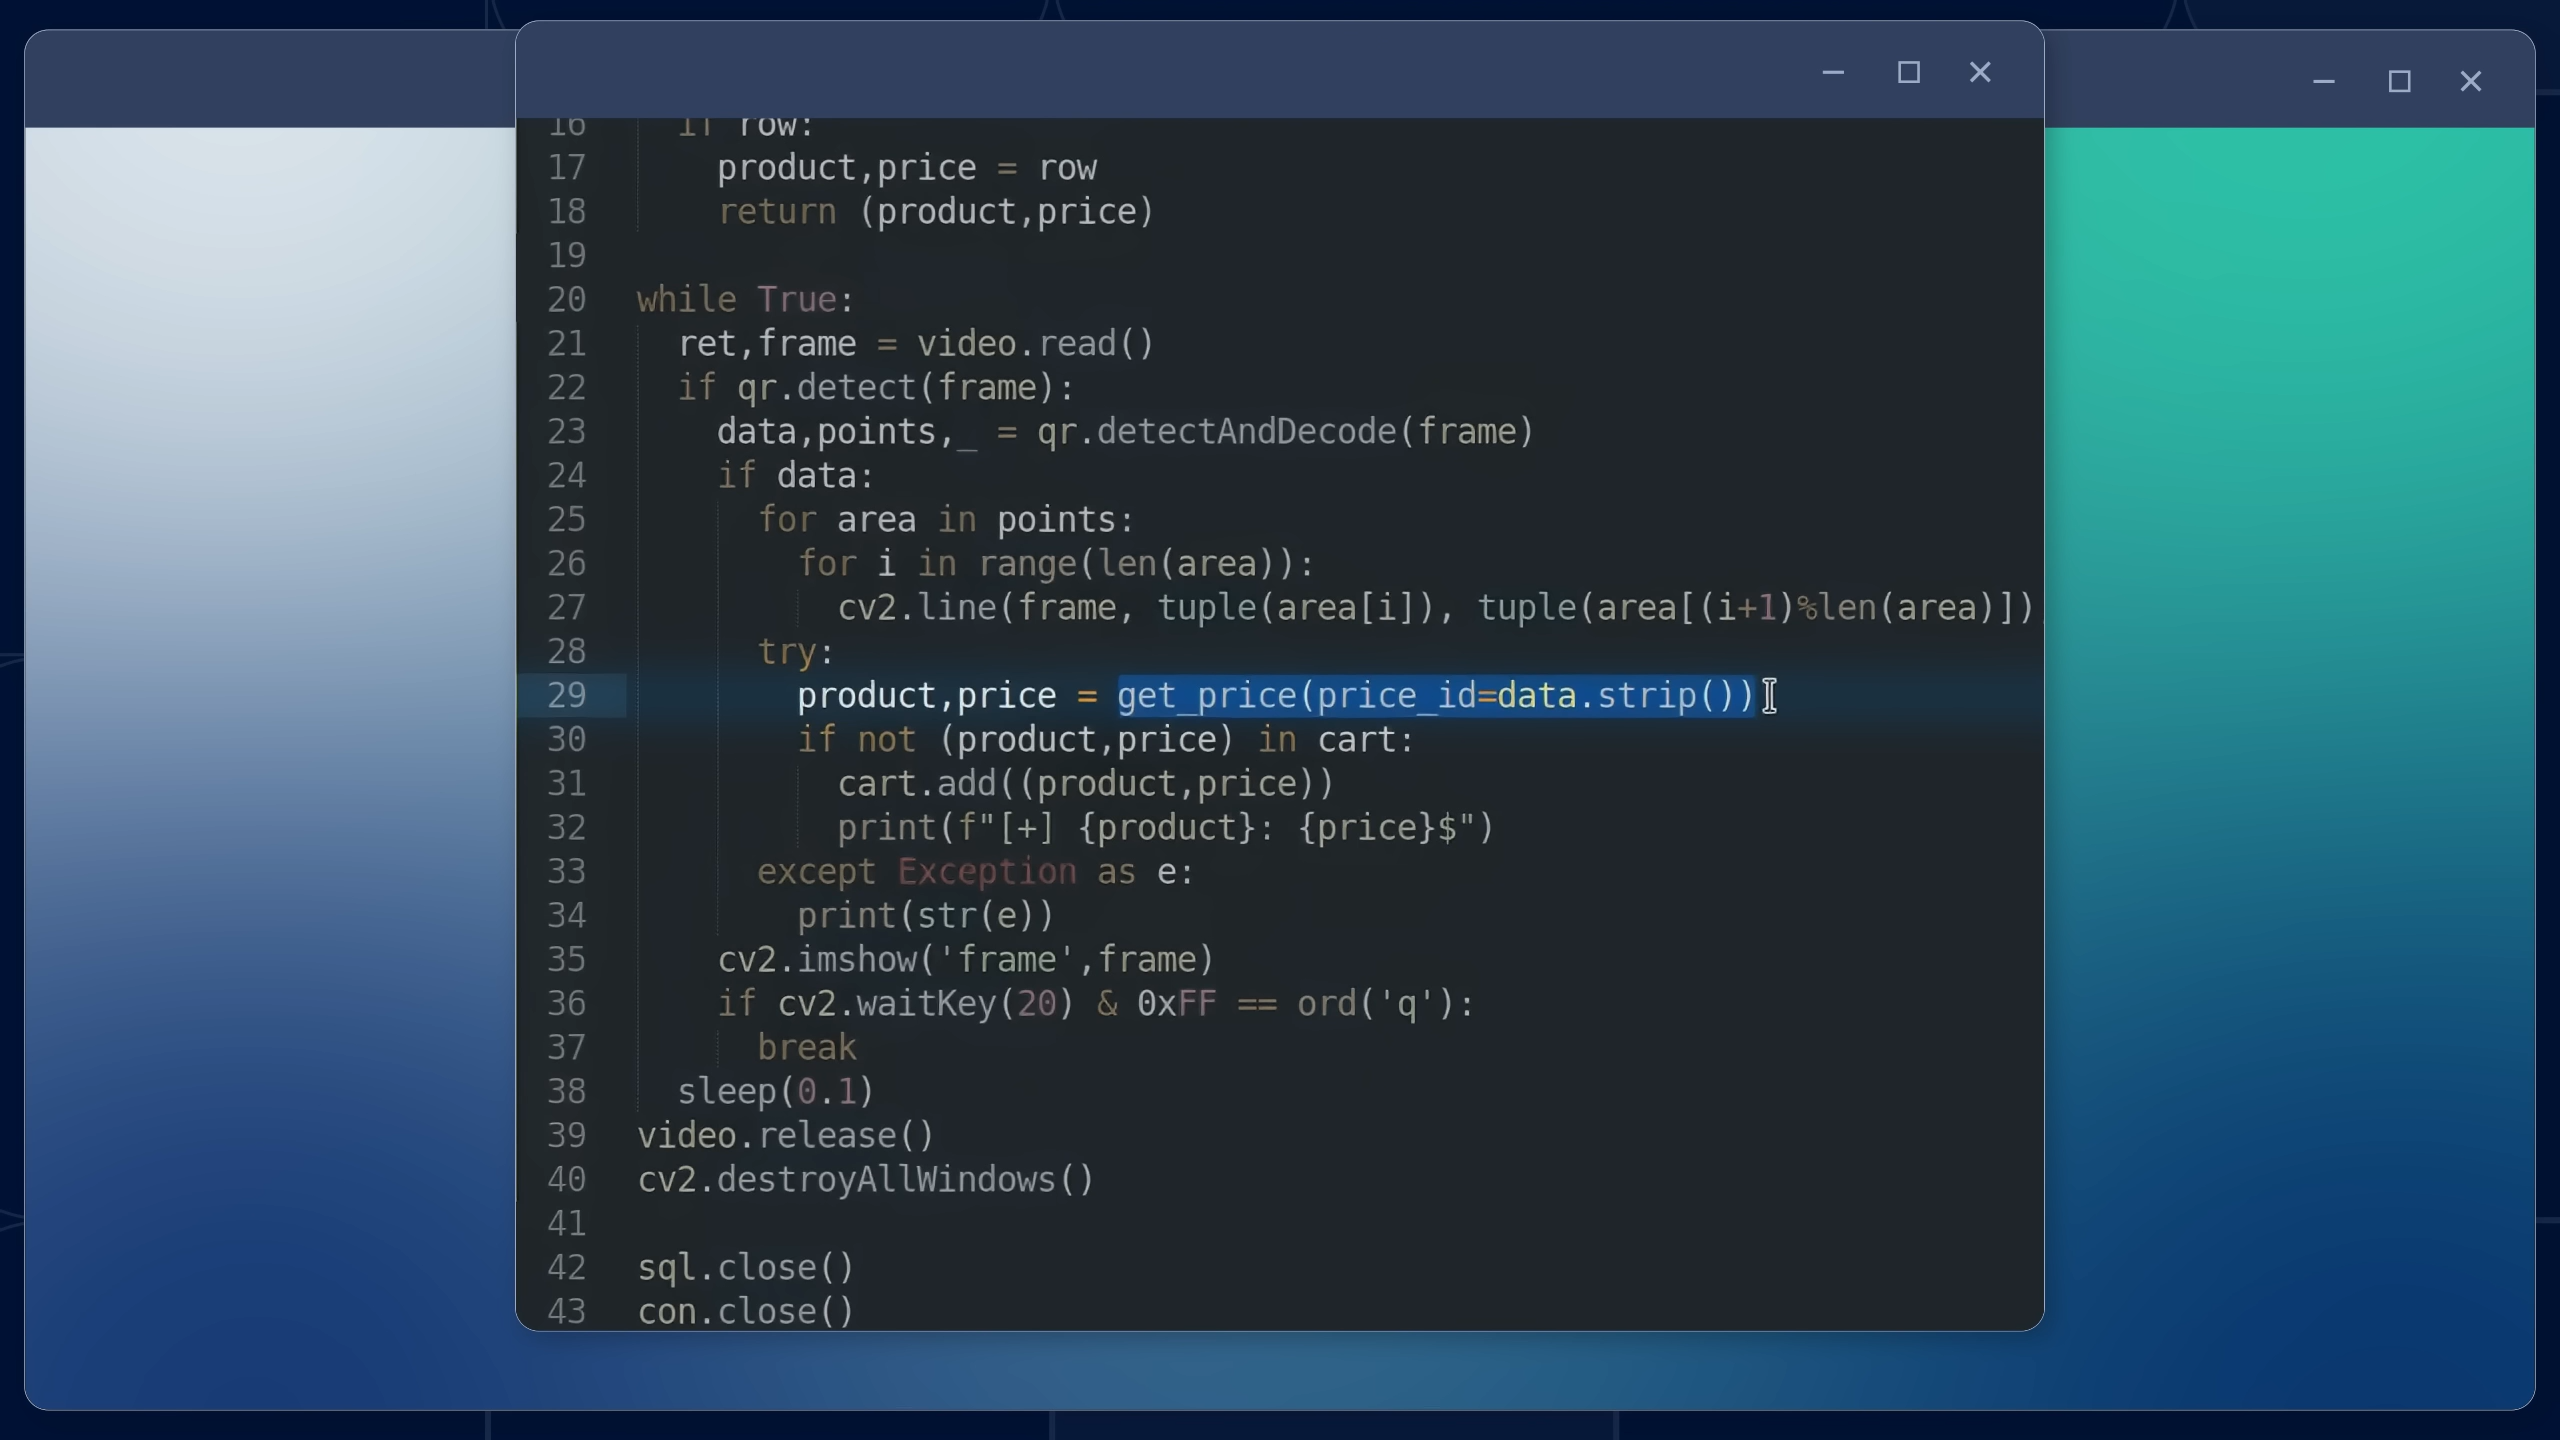 16 if row:
17 product,price = row
18 return (product,price)
19
20 while True:
21 ret,frame = video.read()
22 if qr.detect(frame):
23 data,points,_ = qr.detectAndDecode(frame)
24 if data:
25 for area in points:
26 for i in range(len(area)):
27 cv2.line(frame, tuple(area[i]), tuple(area[(i+1)%len(area)])
28 try:
29 product,price = get_price(price_id=data.strip())
30 if not (product,price) in cart:
31 cart.add((product,price))
32 print(f"[+] {product}: {price}$")
33 except Exception as e:
34 print(str(e))
35 cv2.imshow('frame',frame)
36 if cv2.waitKey(20) & 0xFF == ord('q'):
37 break
38 sleep(0.1)
39 video.release()
40 cv2.destroyAllWindows()
41
42 sql.close()
43 con.close()